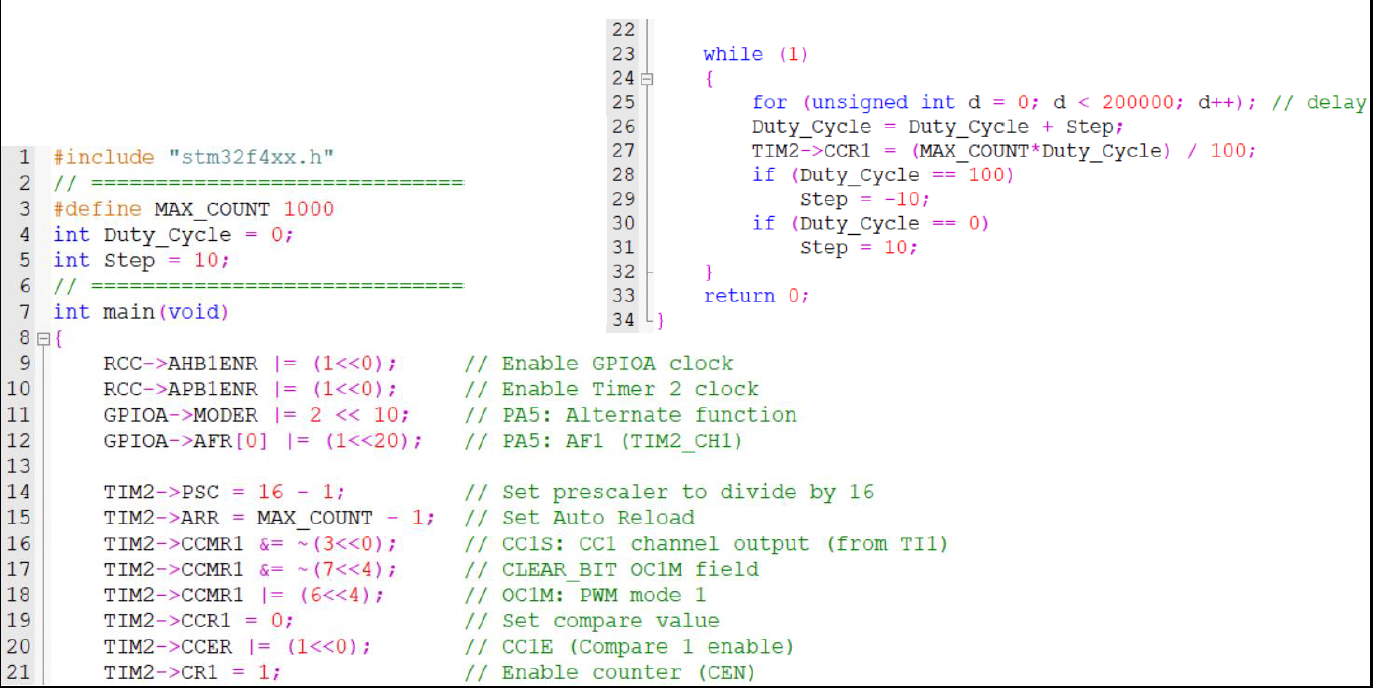 1 #include "stm32f4xx.h"
2 // =============================
3 #define MAX_COUNT 1000
4 int Duty_Cycle = 0;
5 int Step = 10;
6 // =============================
7 int main(void)
8 {
9 RCC->AHB1ENR |= (1<<0); // Enable GPIOA clock
10 RCC->APB1ENR |= (1<<0); // Enable Timer 2 clock
11 GPIOA->MODER |= 2 << 10; // PA5: Alternate function
12 GPIOA->AFR[0] |= (1<<20); // PA5: AF1 (TIM2_CH1)
13
14 TIM2->PSC = 16 - 1; // Set prescaler to divide by 16
15 TIM2->ARR = MAX_COUNT - 1; // Set Auto Reload
16 TIM2->CCMR1 &= ~(3<<0); // CC1S: CC1 channel output (from TI1)
17 TIM2->CCMR1 &= ~(7<<4); // CLEAR_BIT OC1M field
18 TIM2->CCMR1 |= (6<<4); // OC1M: PWM mode 1
19 TIM2->CCR1 = 0; // Set compare value
20 TIM2->CCER |= (1<<0); // CC1E (Compare 1 enable)
21 TIM2->CR1 = 1; // Enable counter (CEN)
22
23 while (1)
24 {
25 for (unsigned int d = 0; d < 200000; d++); // delay
26 Duty_Cycle = Duty_Cycle + Step;
27 TIM2->CCR1 = (MAX_COUNT*Duty_Cycle) / 100;
28 if (Duty_Cycle == 100)
29 Step = -10;
30 if (Duty_Cycle == 0)
31 Step = 10;
32 }
33 return 0;
34 }